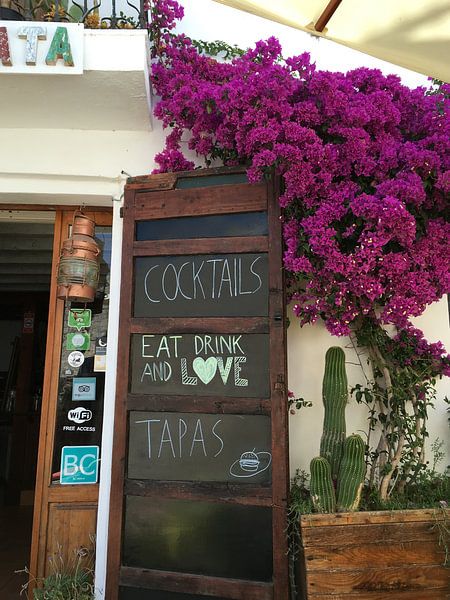 ATA
COCKTAILS
EAT DRINK
AND LOVE
TAPAS
WiFi
FREE ACCESS
BC